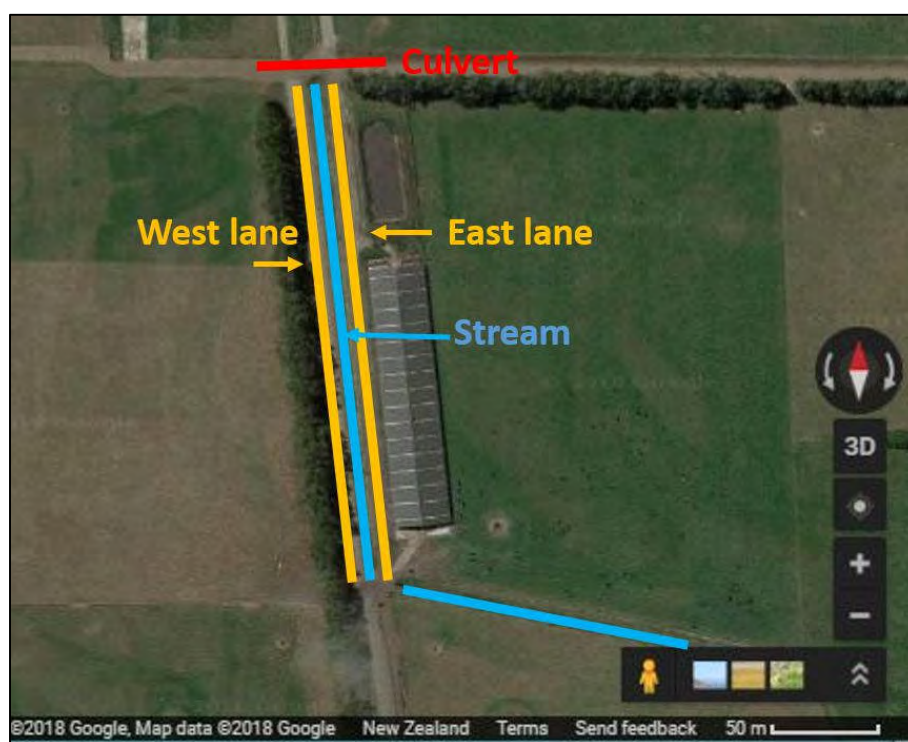 Culvert
West lane
East lane
Stream
3D
©2018 Google, Map data ©2018 Google New Zealand Terms Send feedback 50 m